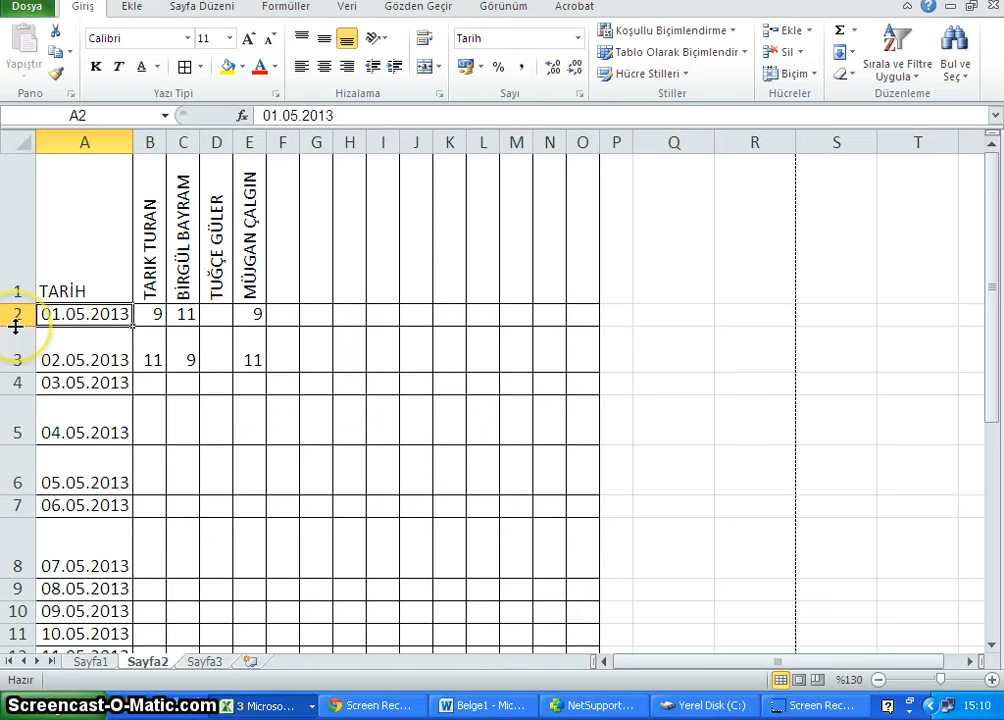 Dosya Giriş Ekle Sayfa Düzeni Formüller Veri Gözden Geçir Görünüm Acrobat
Calibri 11 Tarih Koşullu Biçimlendirme Ekle Σ
Yapıştır K T A A % Tablo Olarak Biçimlendir Sil Sırala ve Filtre Uygula Bul ve Seç
Hücre Stilleri Biçim
Pano Yazı Tipi Hizalama Sayı Stiller Hücreler Düzenleme
A2 fx 01.05.2013
A B C D E F G H I J K L M N O P Q R S T
1 TARİH TARIK TURAN BİRGÜL BAYRAM TUĞÇE GÜLER MÜJGAN ÇALGIN
2 01.05.2013 9 11 9
3 02.05.2013 11 9 11
4 03.05.2013
5 04.05.2013
6 05.05.2013
7 06.05.2013
8 07.05.2013
9 08.05.2013
10 09.05.2013
11 10.05.2013
Sayfa1 Sayfa2 Sayfa3
Hazır %130
Screencast-O-Matic.com 3 Microso... Screen Rec... Belge1 - Mic... NetSupport... Yerel Disk (C:) Screen Rec... 15:10